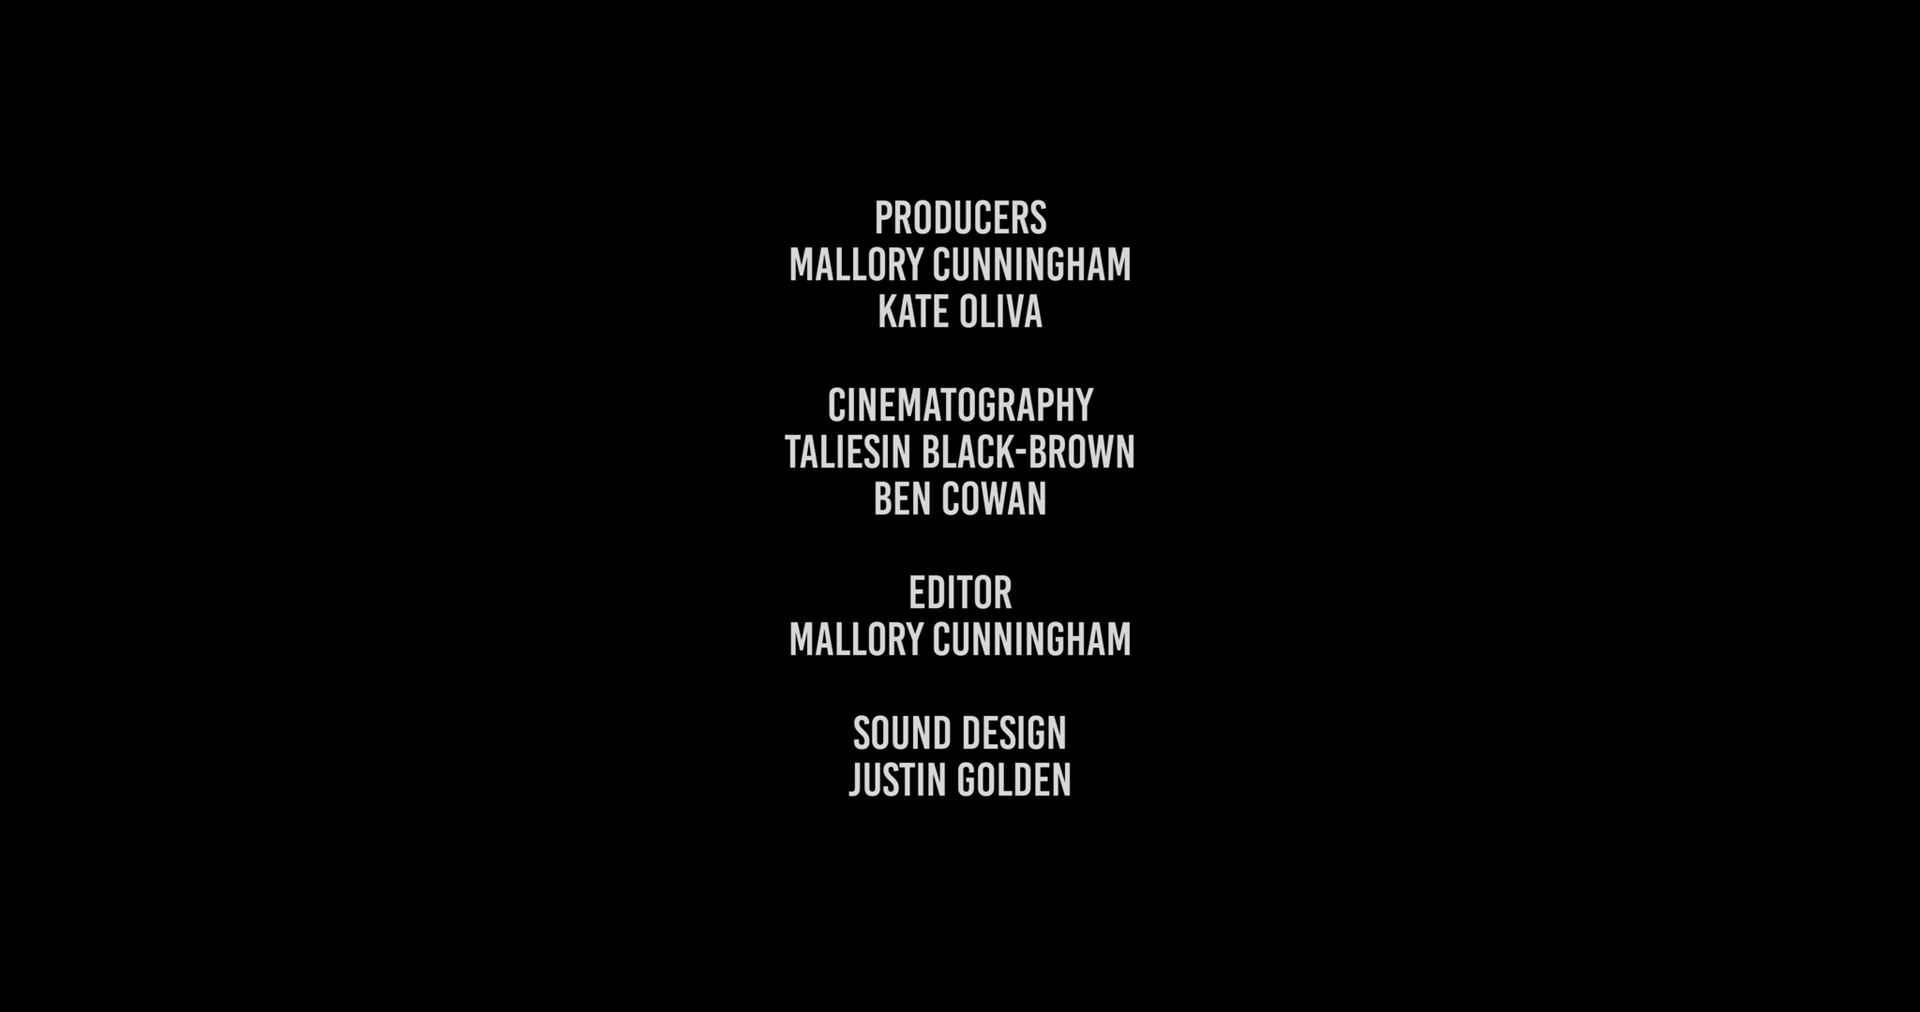 PRODUCERS
MALLORY CUNNINGHAM
KATE OLIVA
CINEMATOGRAPHY
TALIESIN BLACK-BROWN
BEN COWAN
EDITOR
MALLORY CUNNINGHAM
SOUND DESIGN
JUSTIN GOLDEN